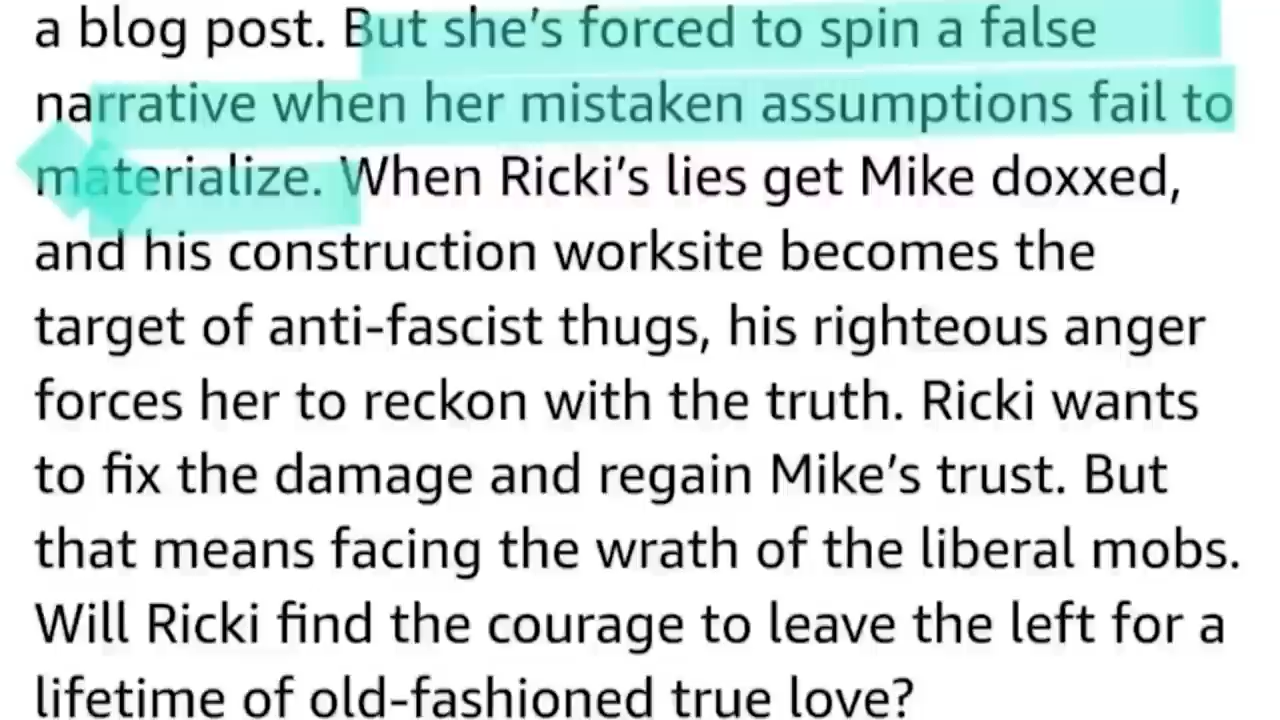 a blog post. But she’s forced to spin a false
narrative when her mistaken assumptions fail to
materialize. When Ricki’s lies get Mike doxxed,
and his construction worksite becomes the
target of anti-fascist thugs, his righteous anger
forces her to reckon with the truth. Ricki wants
to fix the damage and regain Mike’s trust. But
that means facing the wrath of the liberal mobs.
Will Ricki find the courage to leave the left for a
lifetime of old-fashioned true love?